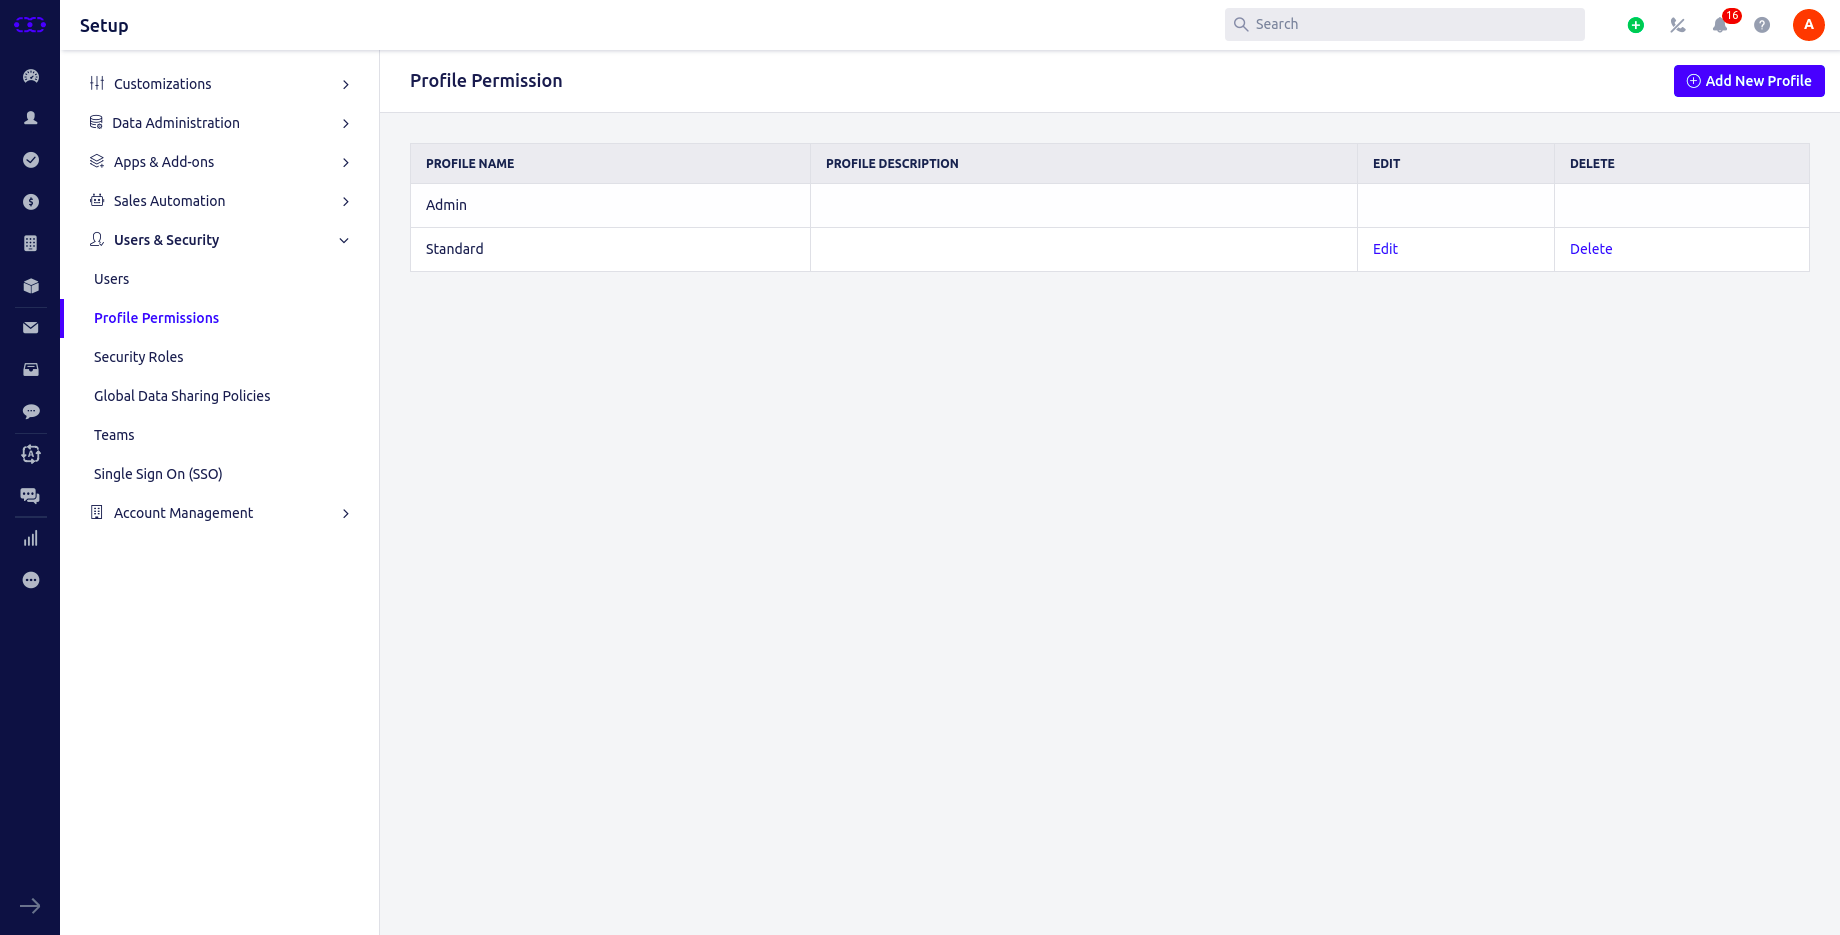 Setup
Search
16
A
Customizations
Data Administration
Apps & Add-ons
Sales Automation
Users & Security
Users
Profile Permissions
Security Roles
Global Data Sharing Policies
Teams
Single Sign On (SSO)
Account Management
Profile Permission
Add New Profile
PROFILE NAME PROFILE DESCRIPTION EDIT DELETE
Admin
Standard Edit Delete